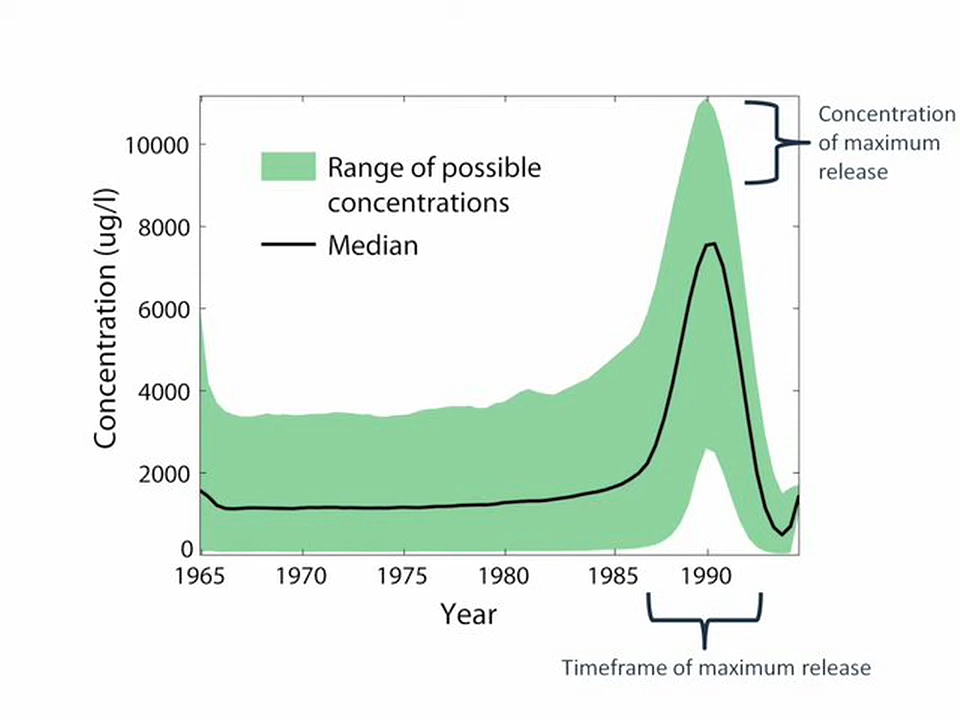 Concentration
of maximum
release
Concentration (ug/l)
10000
8000
6000
4000
2000
0
Range of possible
concentrations
Median
1965 1970 1975 1980 1985 1990
Year
Timeframe of maximum release